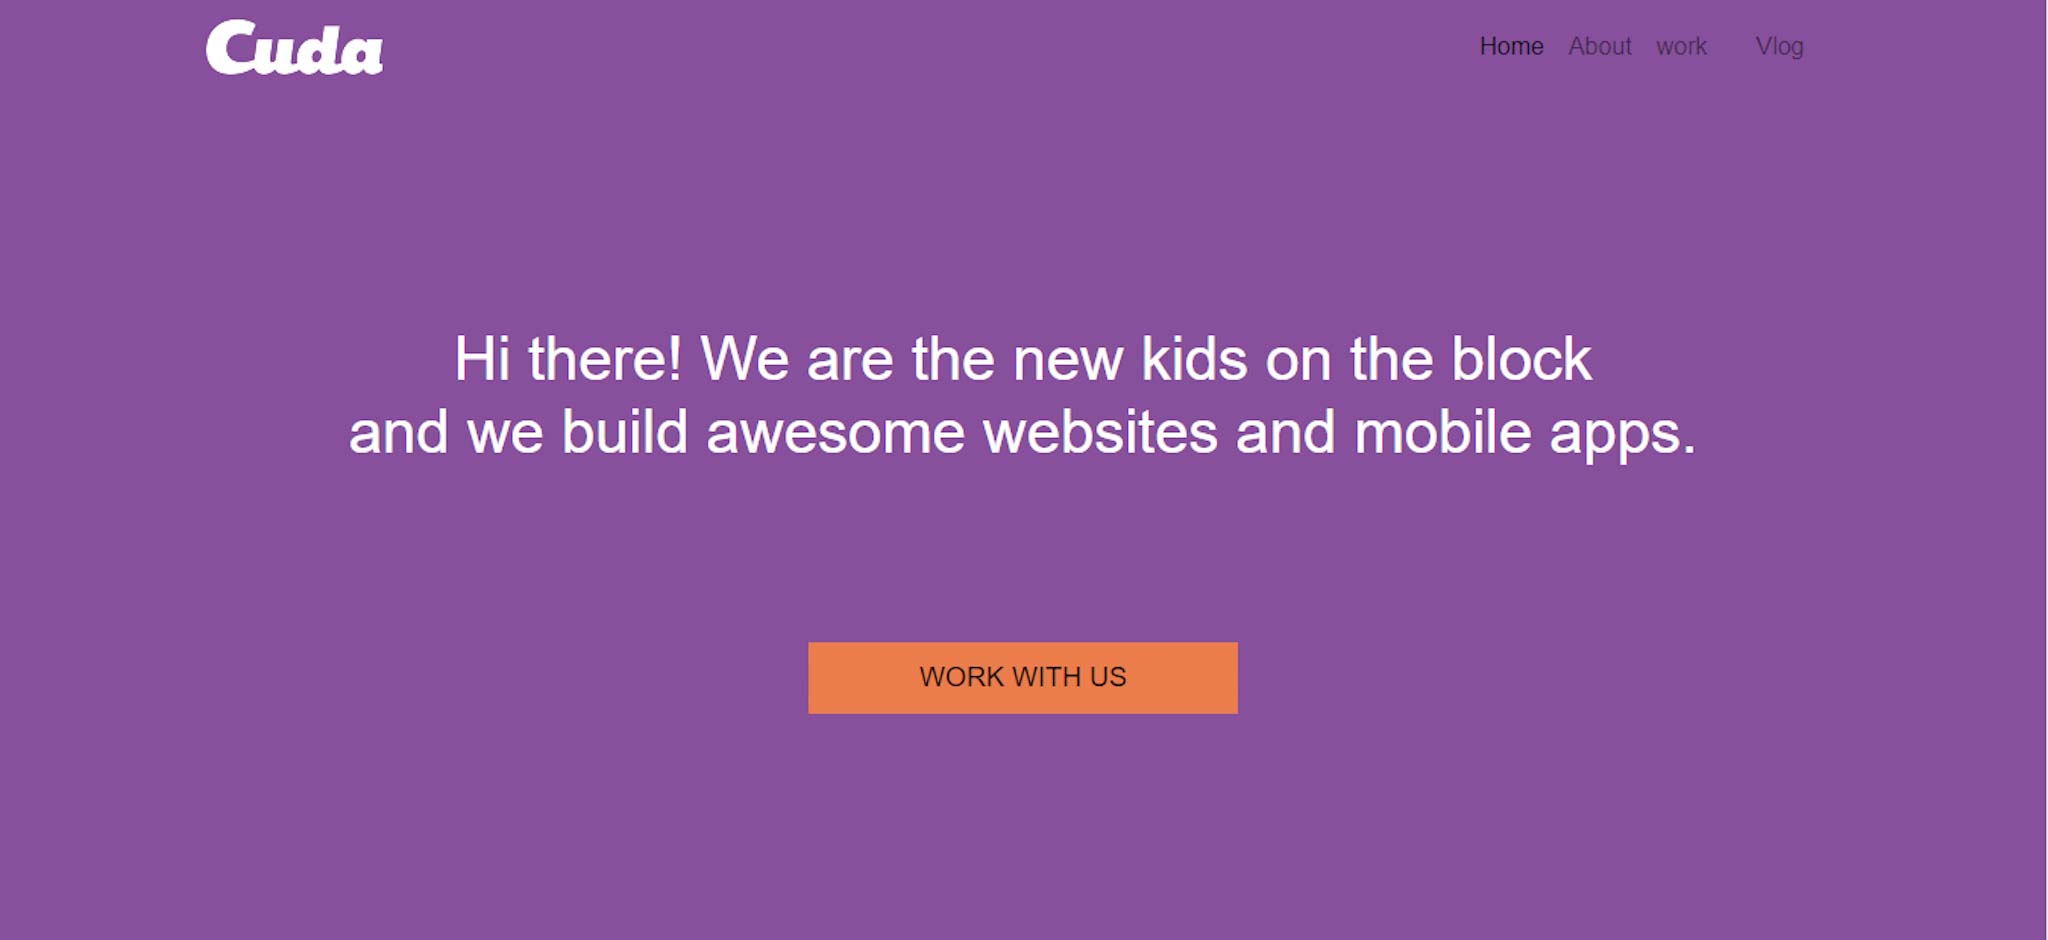 Cuda
Home About work Vlog
Hi there! We are the new kids on the block
and we build awesome websites and mobile apps.
WORK WITH US